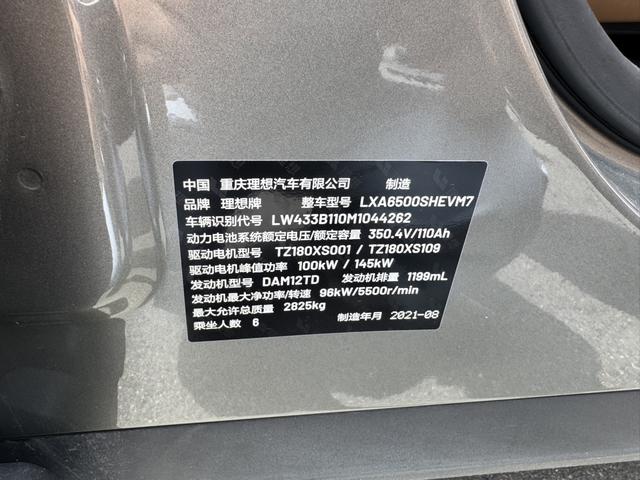 中国 重庆理想汽车有限公司 制造
品牌 理想牌 整车型号 LXA6500SHEVM7
车辆识别代号 LW433B110M1044262
动力电池系统额定电压/额定容量 350.4V/110Ah
驱动电机型号 TZ180XS001 / TZ180XS109
驱动电机峰值功率 100kW / 145kW
发动机型号 DAM12TD 发动机排量 1199mL
发动机最大净功率/转速 96kW/5500r/min
最大允许总质量 2825kg
乘坐人数 6 制造年月 2021-08